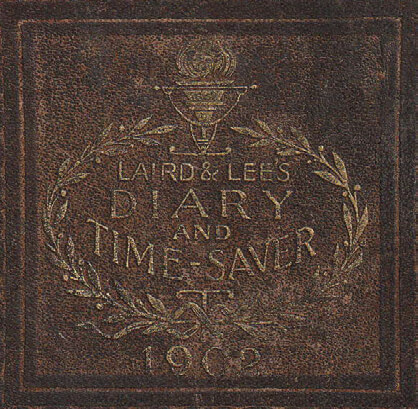 LAIRD & LEE'S
DIARY
AND
TIME-SAVER
1902